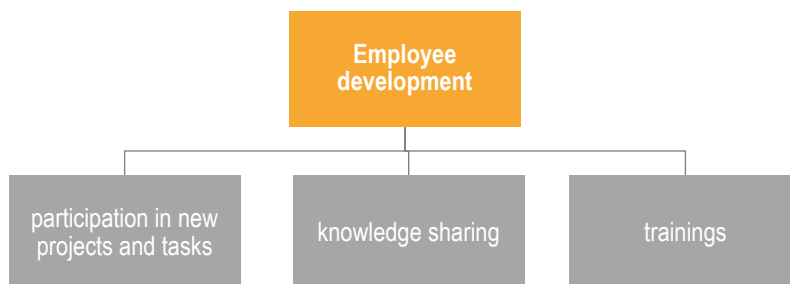 Employee
development
participation in new
projects and tasks
knowledge sharing
trainings